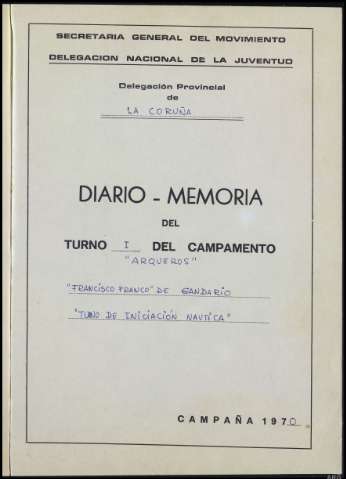 SECRETARIA GENERAL DEL MOVIMIENTO
DELEGACION NACIONAL DE LA JUVENTUD
Delegación Provincial
de
LA CORUÑA
DIARIO - MEMORIA
DEL
TURNO I DEL CAMPAMENTO
"ARQUEROS"
"FRANCISCO FRANCO" DE GANDARIO
"TURNO DE INICIACIÓN NAUTICA"
CAMPAÑA 1970